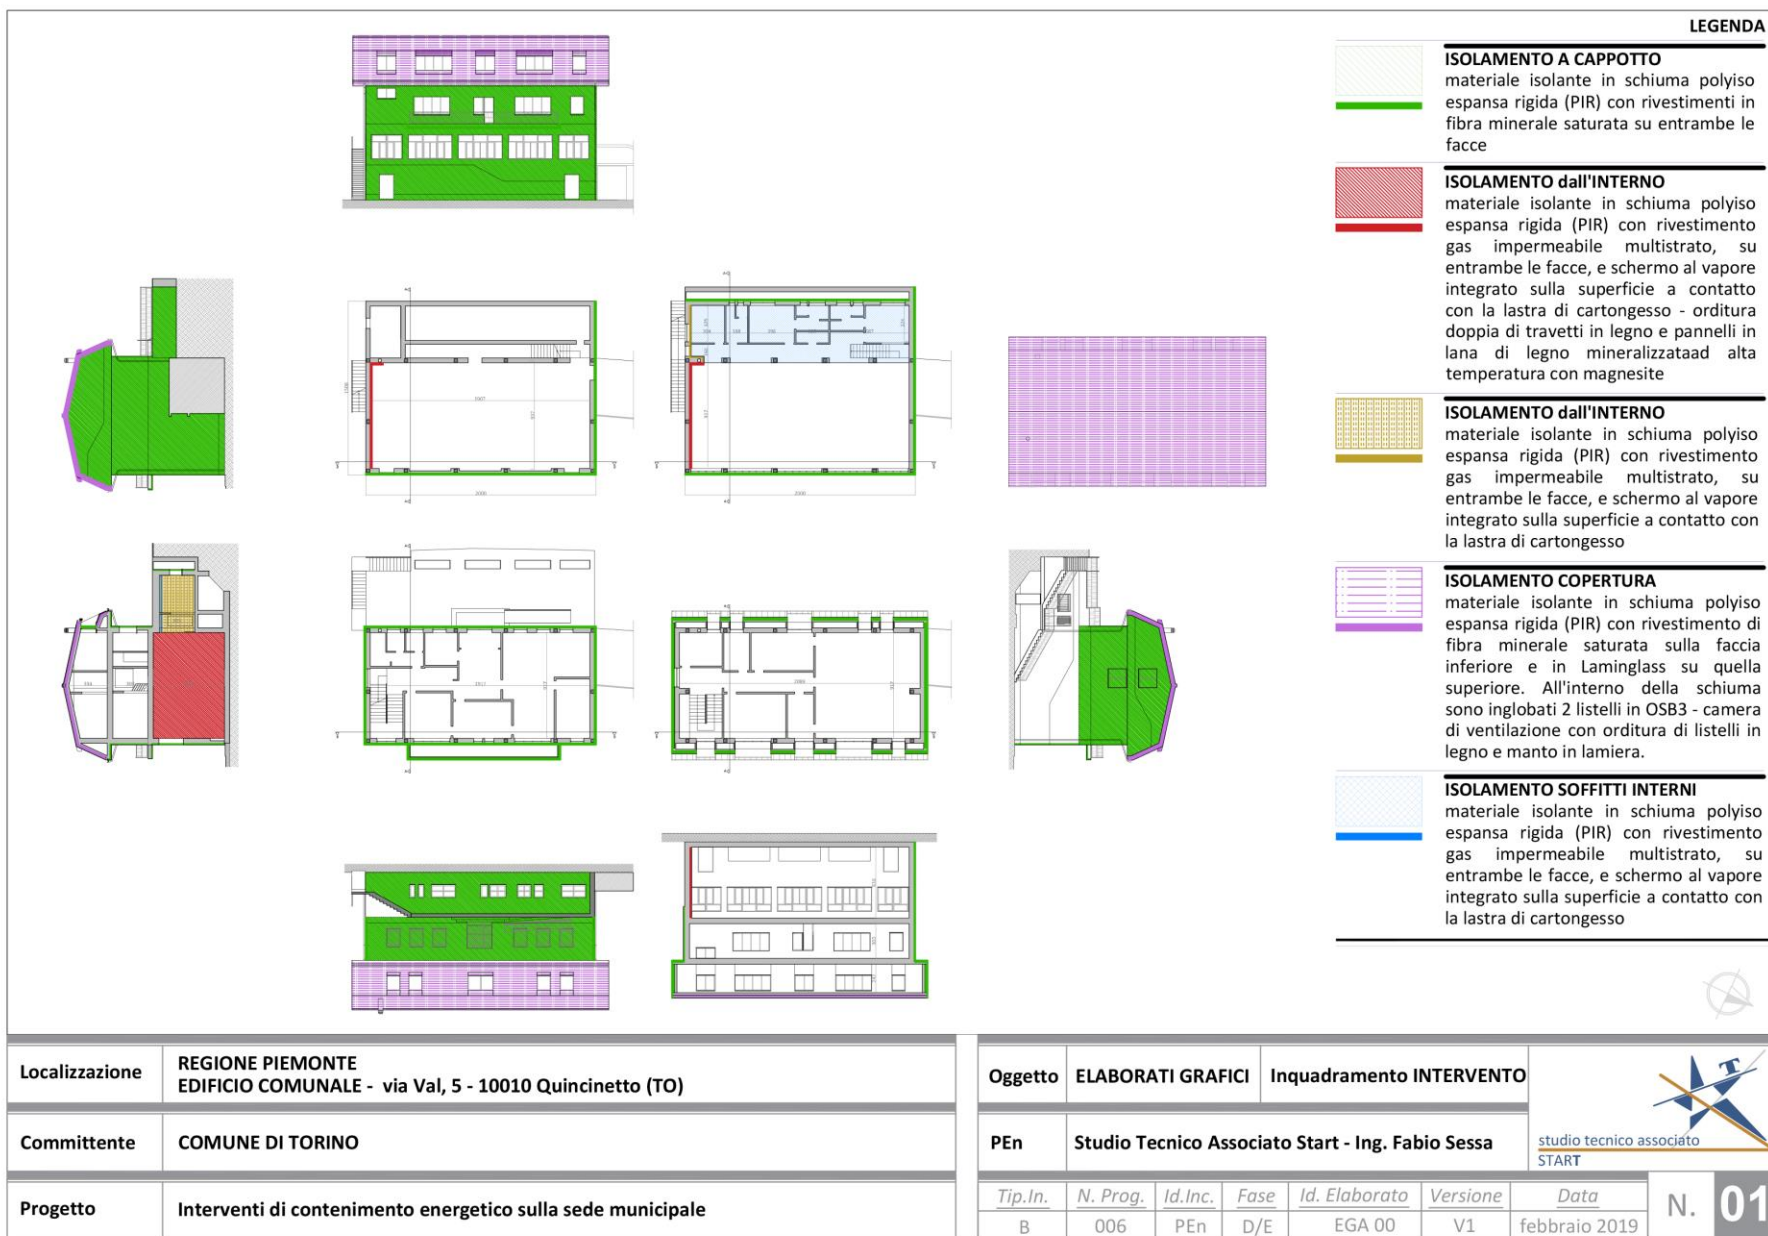 LEGENDA
ISOLAMENTO A CAPPOTTO
materiale isolante in schiuma polyiso
espansa rigida (PIR) con rivestimenti in
fibra minerale saturata su entrambe le
facce
ISOLAMENTO dall'INTERNO
materiale isolante in schiuma polyiso
espansa rigida (PIR) con rivestimento
gas impermeabile multistrato, su
entrambe le facce, e schermo al vapore
integrato sulla superficie a contatto
con la lastra di cartongesso - orditura
doppia di travetti in legno e pannelli in
lana di legno mineralizzataad alta
temperatura con magnesite
ISOLAMENTO dall'INTERNO
materiale isolante in schiuma polyiso
espansa rigida (PIR) con rivestimento
gas impermeabile multistrato, su
entrambe le facce, e schermo al vapore
integrato sulla superficie a contatto con
la lastra di cartongesso
ISOLAMENTO COPERTURA
materiale isolante in schiuma polyiso
espansa rigida (PIR) con rivestimento di
fibra minerale saturata sulla faccia
inferiore e in Laminglass su quella
superiore. All'interno della schiuma
sono inglobati 2 listelli in OSB3 - camera
di ventilazione con orditura di listelli in
legno e manto in lamiera.
ISOLAMENTO SOFFITTI INTERNI
materiale isolante in schiuma polyiso
espansa rigida (PIR) con rivestimento
gas impermeabile multistrato, su
entrambe le facce, e schermo al vapore
integrato sulla superficie a contatto con
la lastra di cartongesso
Localizzazione
REGIONE PIEMONTE
EDIFICIO COMUNALE - via Val, 5 - 10010 Quincinetto (TO)
Committente
COMUNE DI TORINO
Progetto
Interventi di contenimento energetico sulla sede municipale
Oggetto ELABORATI GRAFICI Inquadramento INTERVENTO
PEn Studio Tecnico Associato Start - Ing. Fabio Sessa
T
studio tecnico associato
START
Tip.In. N. Prog. Id.Inc. Fase Id. Elaborato Versione Data
B 006 PEn D/E EGA 00 V1 febbraio 2019
N. 01